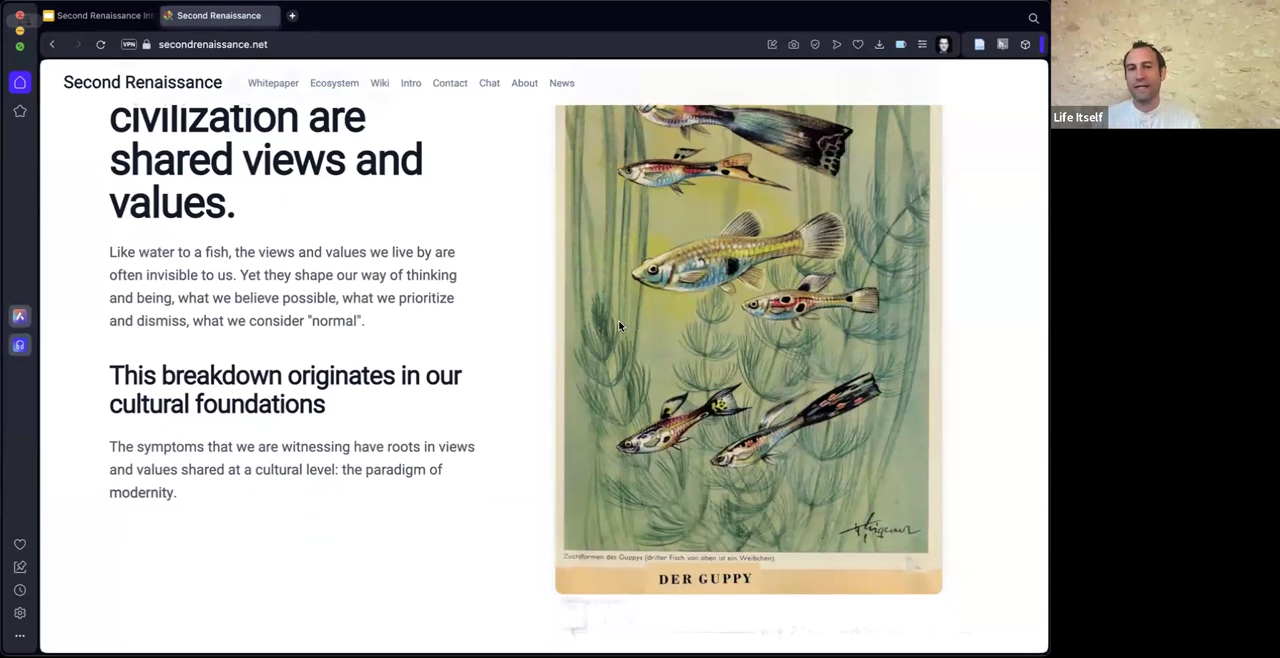 Second Renaissance Int
Second Renaissance
VPN
secondrenaissance.net
Second Renaissance
Whitepaper
Ecosystem
Wiki
Intro
Contact
Chat
About
News
civilization are
shared views and
values.
Like water to a fish, the views and values we live by are
often invisible to us. Yet they shape our way of thinking
and being, what we believe possible, what we prioritize
and dismiss, what we consider "normal".
This breakdown originates in our
cultural foundations
The symptoms that we are witnessing have roots in views
and values shared at a cultural level: the paradigm of
modernity.
Zuchtformen des Guppys (dritter Fisch von oben ist ein Weibchen)
DER GUPPY
Life Itself